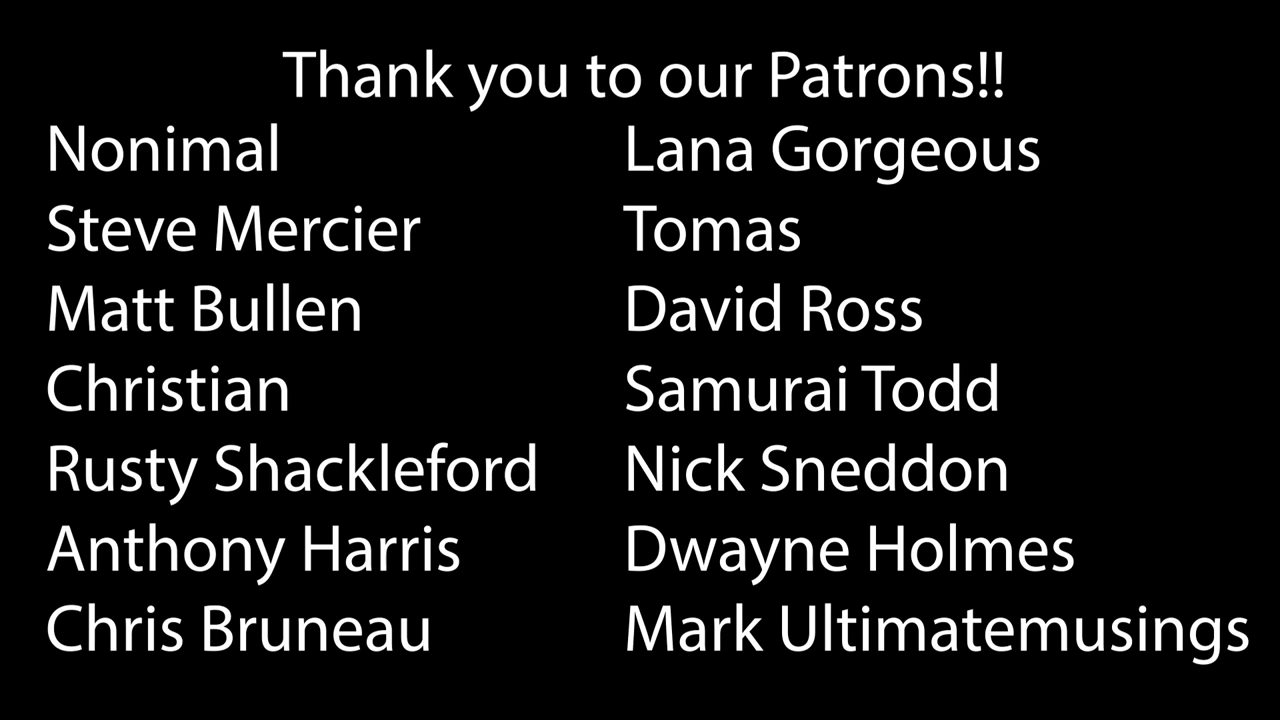 Thank you to our Patrons!!
Nonimal
Steve Mercier
Matt Bullen
Christian
Rusty Shackleford
Anthony Harris
Chris Bruneau
Lana Gorgeous
Tomas
David Ross
Samurai Todd
Nick Sneddon
Dwayne Holmes
Mark Ultimatemusings